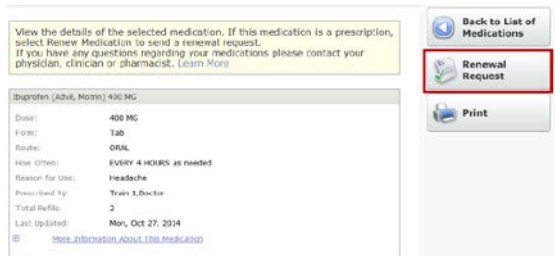 View the details of the selected medication. If this medication is a prescription,
select Renew Medication to send a renewal request.
If you have any questions regarding your medications please contact your
physician, clinician or pharmacist. Learn More
Ibuprofen (Advil, Motrin) 400 MG
Dose: 400 MG
Form: Tab
Route: ORAL
How Often: EVERY 4 HOURS as needed
Reason for Use: Headache
Prescribed By: Train 1,Doctor
Total Refills: 2
Last Updated: Mon, Oct 27, 2014
More Information About This Medication
Back to List of
Medications
Renewal
Request
Print